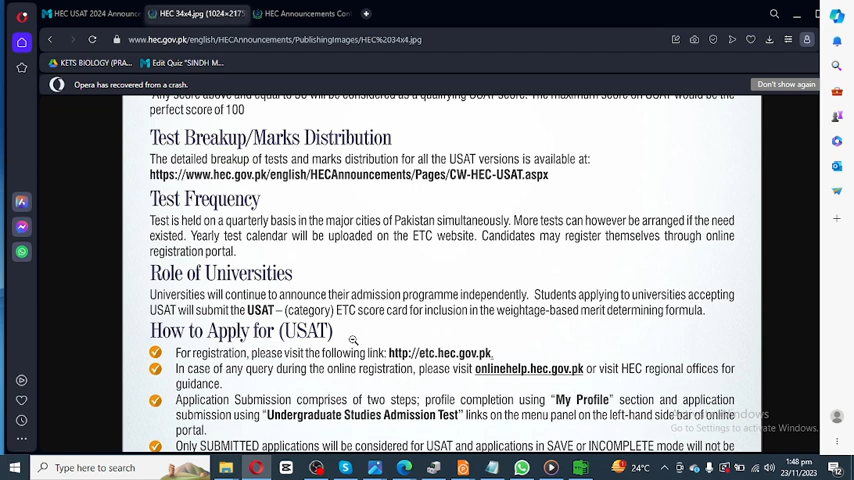 HEC USAT 2024 Announc
HEC 34x4.jpg (1024×217
HEC Announcements Con
www.hec.gov.pk/english/HECAnnouncements/PublishingImages/HEC%2034x4.jpg
KETS BIOLOGY (PRA...
Edit Quiz "SINDH M...
Opera has recovered from a crash.
Don't show again
perfect score of 100
Test Breakup/Marks Distribution
The detailed breakup of tests and marks distribution for all the USAT versions is available at:
https://www.hec.gov.pk/english/HECAnnouncements/Pages/CW-HEC-USAT.aspx
Test Frequency
Test is held on a quarterly basis in the major cities of Pakistan simultaneously. More tests can however be arranged if the need
existed. Yearly test calendar will be uploaded on the ETC website. Candidates may register themselves through online
registration portal.
Role of Universities
Universities will continue to announce their admission programme independently. Students applying to universities accepting
USAT will submit the USAT – (category) ETC score card for inclusion in the weightage-based merit determining formula.
How to Apply for (USAT)
For registration, please visit the following link: http://etc.hec.gov.pk.
In case of any query during the online registration, please visit onlinehelp.hec.gov.pk or visit HEC regional offices for
guidance.
Application Submission comprises of two steps; profile completion using "My Profile" section and application
submission using "Undergraduate Studies Admission Test" links on the menu panel on the left-hand side bar of online
portal.
Only SUBMITTED applications will be considered for USAT and applications in SAVE or INCOMPLETE mode will not be
Go to Settings to activate Windows.
Type here to search
24°C
1:48 pm
23/11/2023
12